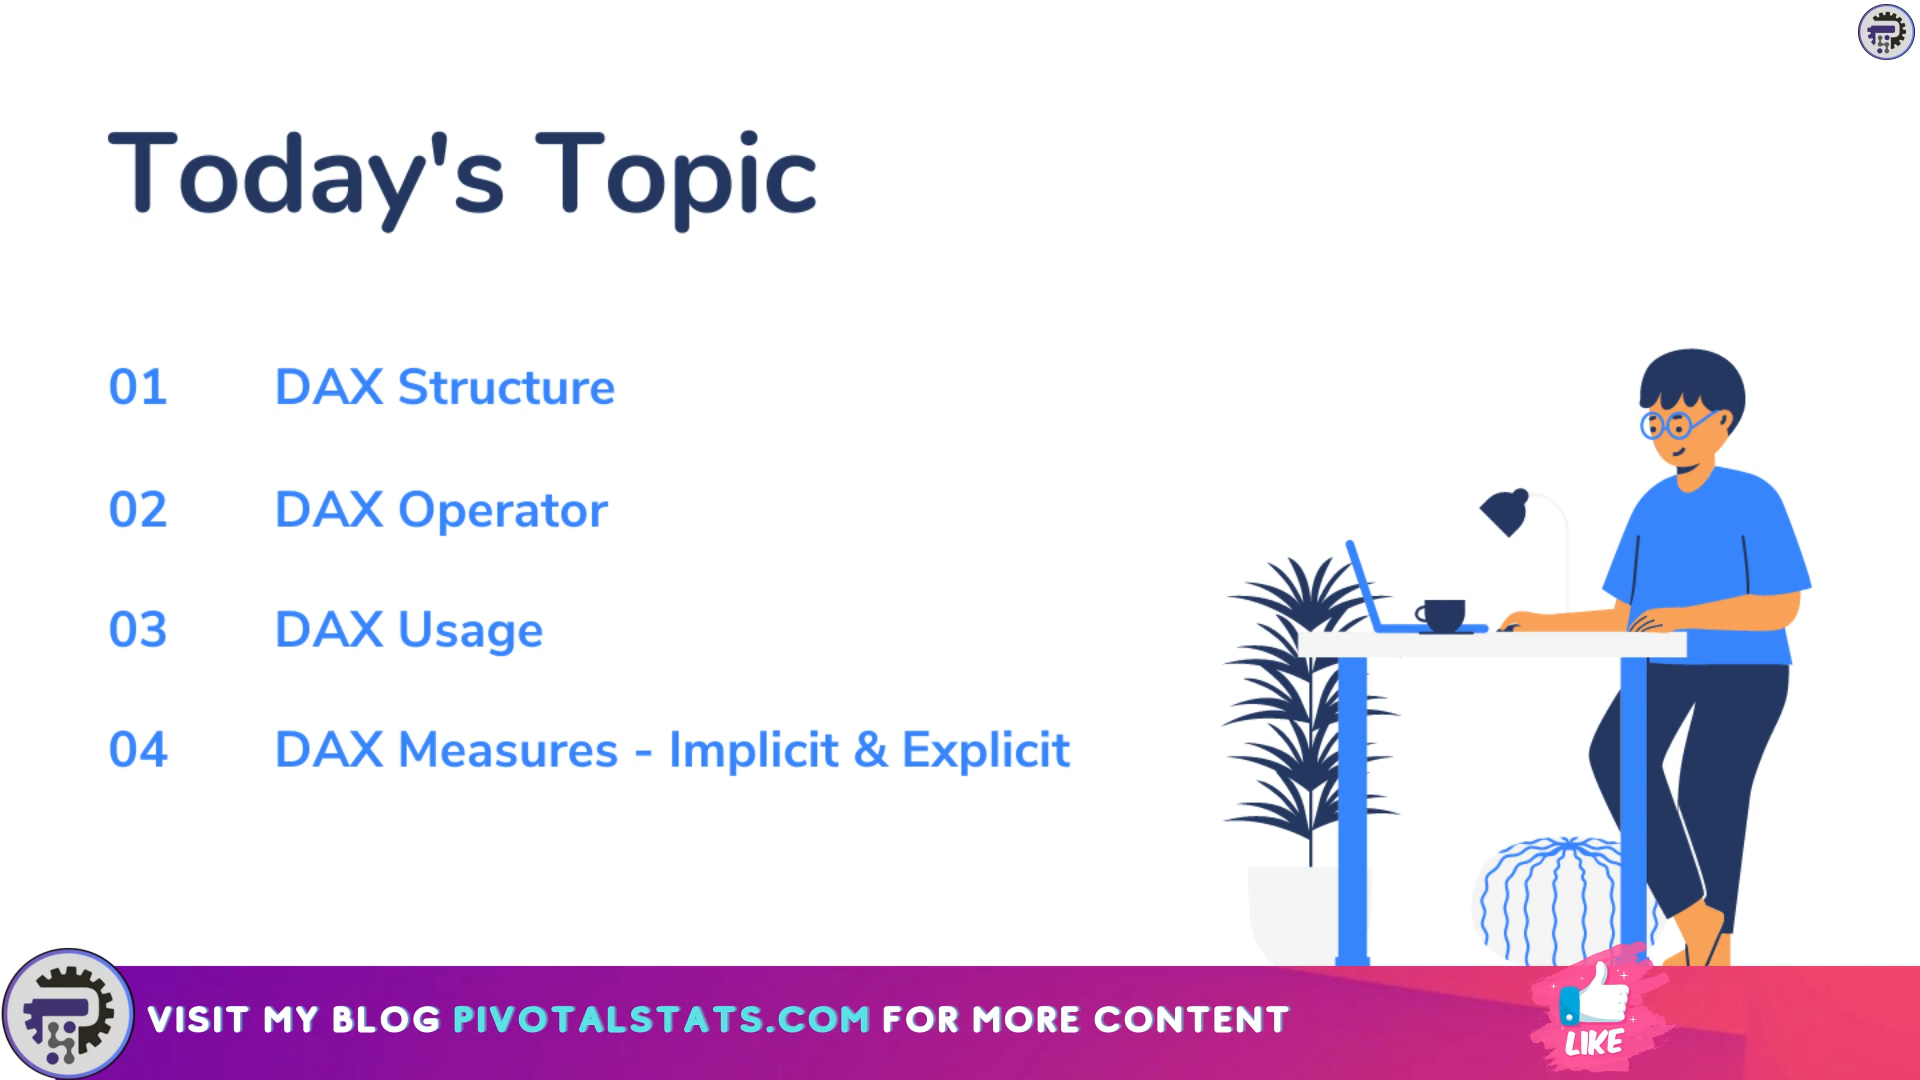 Today's Topic
01 DAX Structure
02 DAX Operator
03 DAX Usage
04 DAX Measures - Implicit & Explicit
VISIT MY BLOG PIVOTALSTATS.COM FOR MORE CONTENT
LIKE